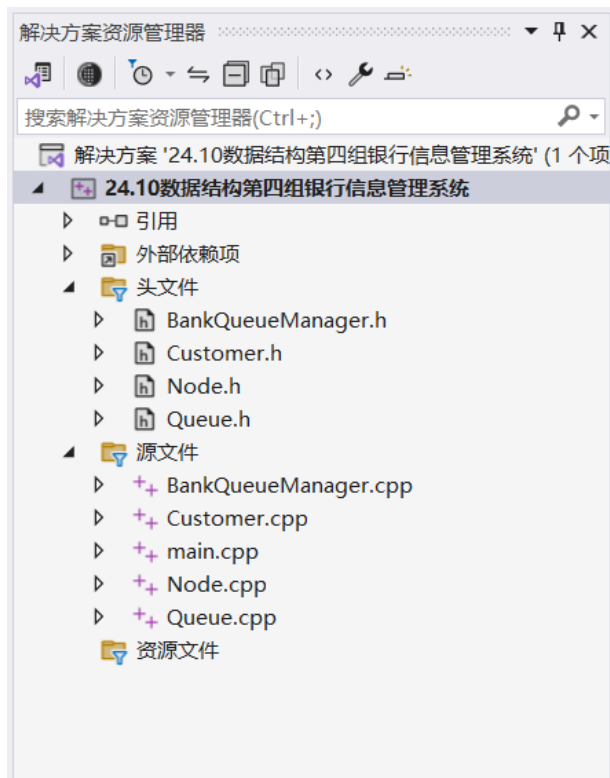 解决方案资源管理器
搜索解决方案资源管理器(Ctrl+;)
解决方案 '24.10数据结构第四组银行信息管理系统' (1 个项
24.10数据结构第四组银行信息管理系统
引用
外部依赖项
头文件
BankQueueManager.h
Customer.h
Node.h
Queue.h
源文件
BankQueueManager.cpp
Customer.cpp
main.cpp
Node.cpp
Queue.cpp
资源文件